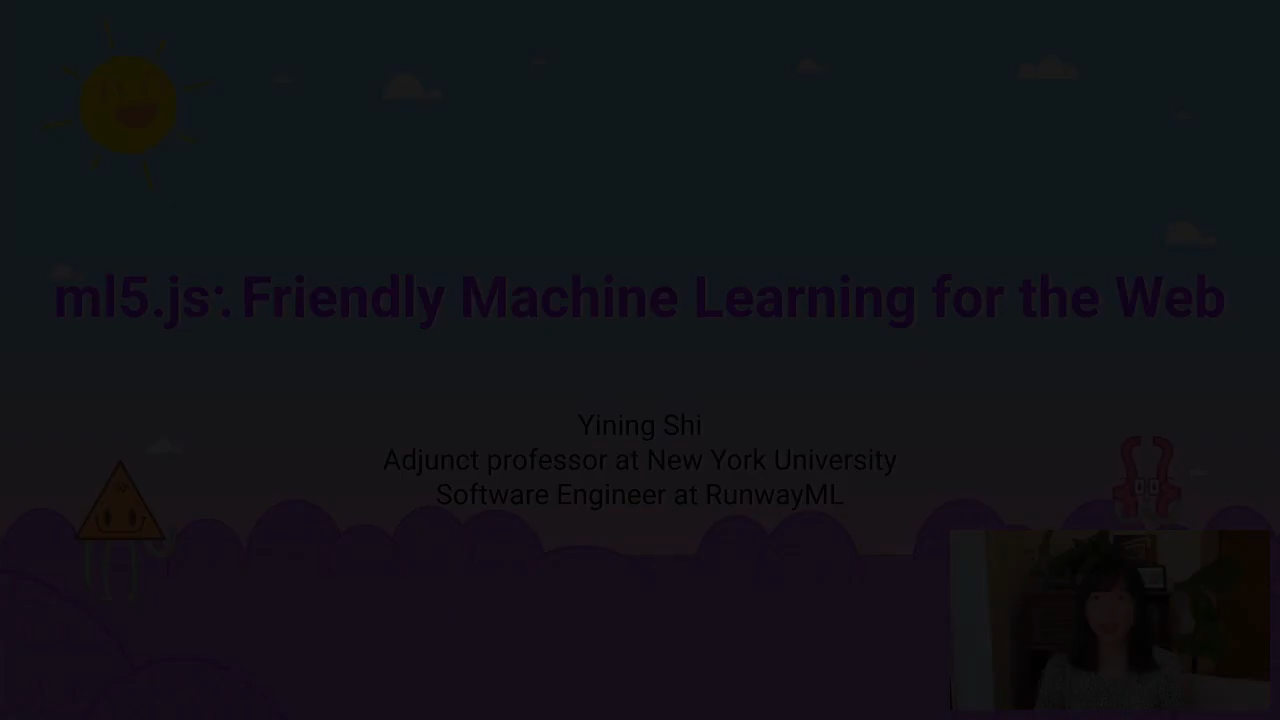 ml5.js: Friendly Machine Learning for the Web
Yining Shi
Adjunct professor at New York University
Software Engineer at RunwayML